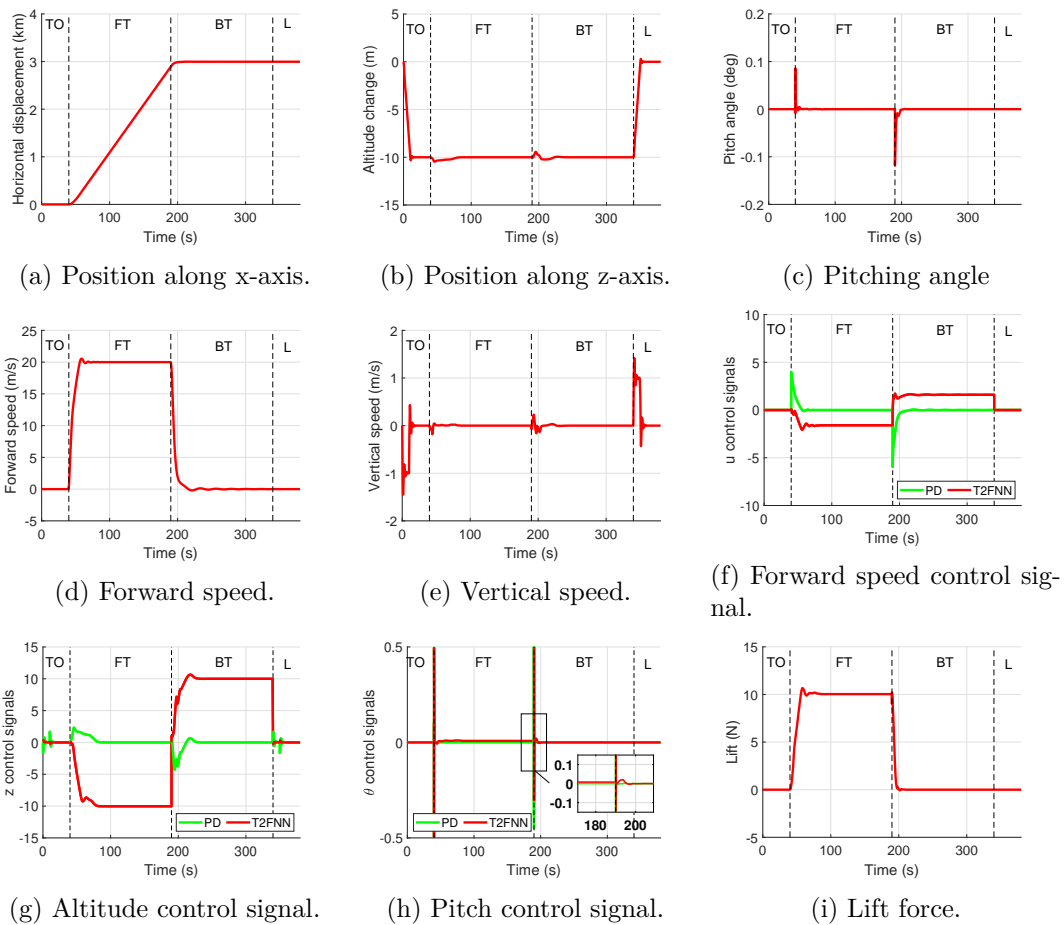 TO FT BT L
Horizontal displacement (km)
4
3
2
1
0
0 100 200 300
Time (s)
(a) Position along x-axis.
TO FT BT L
Altitude change (m)
5
0
-5
-10
-15
0 100 200 300
Time (s)
(b) Position along z-axis.
TO FT BT L
Pitch angle (deg)
0.2
0.1
0
-0.1
-0.2
0 100 200 300
Time (s)
(c) Pitching angle
TO FT BT L
Forward speed (m/s)
25
20
15
10
5
0
-5
0 100 200 300
Time (s)
(d) Forward speed.
TO FT BT L
Vertical speed (m/s)
2
1
0
-1
-2
0 100 200 300
Time (s)
(e) Vertical speed.
TO FT BT L
u control signals
10
5
0
-5
-10
PD T2FNN
0 100 200 300
Time (s)
(f) Forward speed control sig-
nal.
TO FT BT L
z control signals
15
10
5
0
-5
-10
-15
PD T2FNN
0 100 200 300
Time (s)
(g) Altitude control signal.
TO FT BT L
θ control signals
0.5
0
-0.5
0.1
0
-0.1
180 200
PD T2FNN
0 100 200 300
Time (s)
(h) Pitch control signal.
TO FT BT L
Lift (N)
15
10
5
0
-5
0 100 200 300
Time (s)
(i) Lift force.